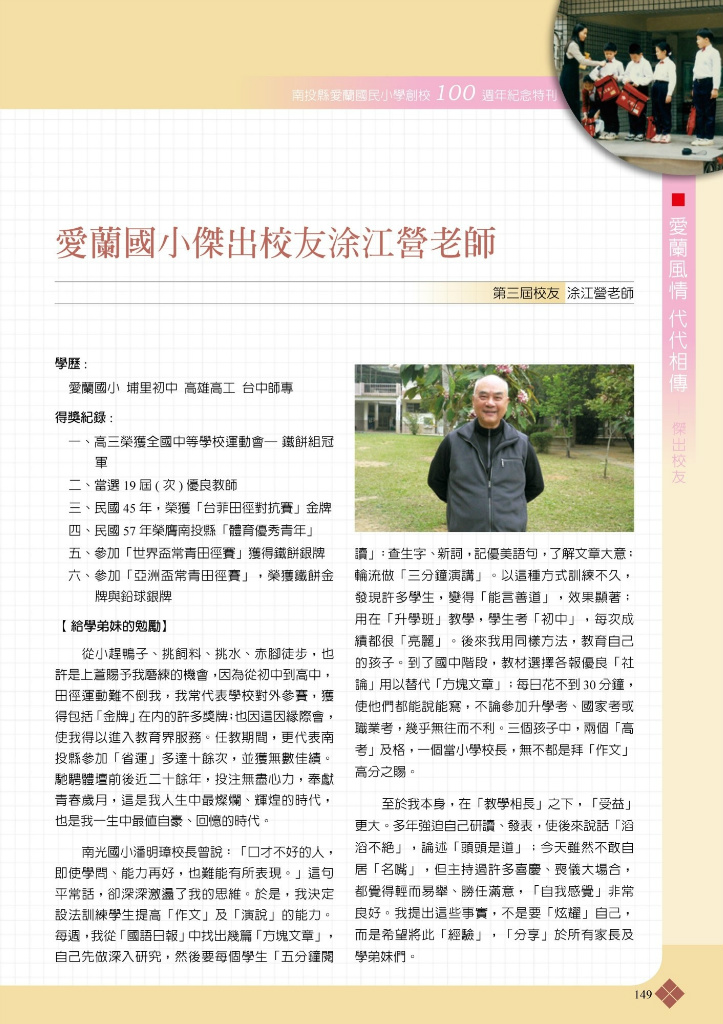 南投縣愛蘭國民小學創校 100 週年紀念特刊
■ 愛蘭風情 代代相傳
傑出校友
愛蘭國小傑出校友涂江營老師
第三屆校友 涂江營老師
學歷：
愛蘭國小 埔里初中 高雄高工 台中師專
得獎紀錄：
一、高三榮獲全國中等學校運動會— 鐵餅組冠
軍
二、當選 19 屆 ( 次 ) 優良教師
三、民國 45 年，榮獲「台菲田徑對抗賽」金牌
四、民國 57 年榮膺南投縣「體育優秀青年」
五、參加「世界盃常青田徑賽」獲得鐵餅銀牌
六、參加「亞洲盃常青田徑賽」，榮獲鐵餅金
牌與鉛球銀牌
【 給學弟妹的勉勵】
從小趕鴨子、挑飼料、挑水、赤腳徒步，也
許是上蒼賜予我磨練的機會，因為從初中到高中，
田徑運動難不倒我，我常代表學校對外參賽，獲
得包括「金牌」在內的許多獎牌；也因這因緣際會，
使我得以進入教育界服務。任教期間，更代表南
投縣參加「省運」多達十餘次，並獲無數佳績。
馳騁體壇前後近二十餘年，投注無盡心力，奉獻
青春歲月，這是我人生中最燦爛、輝煌的時代，
也是我一生中最值自豪、回憶的時代。
南光國小潘明璋校長曾說：「口才不好的人，
即使學問、能力再好，也難能有所表現。」這句
平常話，卻深深激盪了我的思維。於是，我決定
設法訓練學生提高「作文」及「演說」的能力。
每週，我從「國語日報」中找出幾篇「方塊文章」，
自己先做深入研究，然後要每個學生「五分鐘閱
讀」：查生字、新詞，記優美語句，了解文章大意；
輪流做「三分鐘演講」。以這種方式訓練不久，
發現許多學生，變得「能言善道」，效果顯著；
用在「升學班」教學，學生考「初中」，每次成
績都很「亮麗」。後來我用同樣方法，教育自己
的孩子。到了國中階段，教材選擇各報優良「社
論」用以替代「方塊文章」；每日花不到 30 分鐘，
使他們都能說能寫，不論參加升學考、國家考或
職業考，幾乎無往而不利。三個孩子中，兩個「高
考」及格，一個當小學校長，無不都是拜「作文」
高分之賜。
至於我本身，在「教學相長」之下，「受益」
更大。多年強迫自己研讀、發表，使後來說話「滔
滔不絕」，論述「頭頭是道」；今天雖然不敢自
居「名嘴」，但主持過許多喜慶、喪儀大場合，
都覺得輕而易舉、勝任滿意，「自我感覺」非常
良好。我提出這些事實，不是要「炫耀」自己，
而是希望將此「經驗」，「分享」於所有家長及
學弟妹們。
149